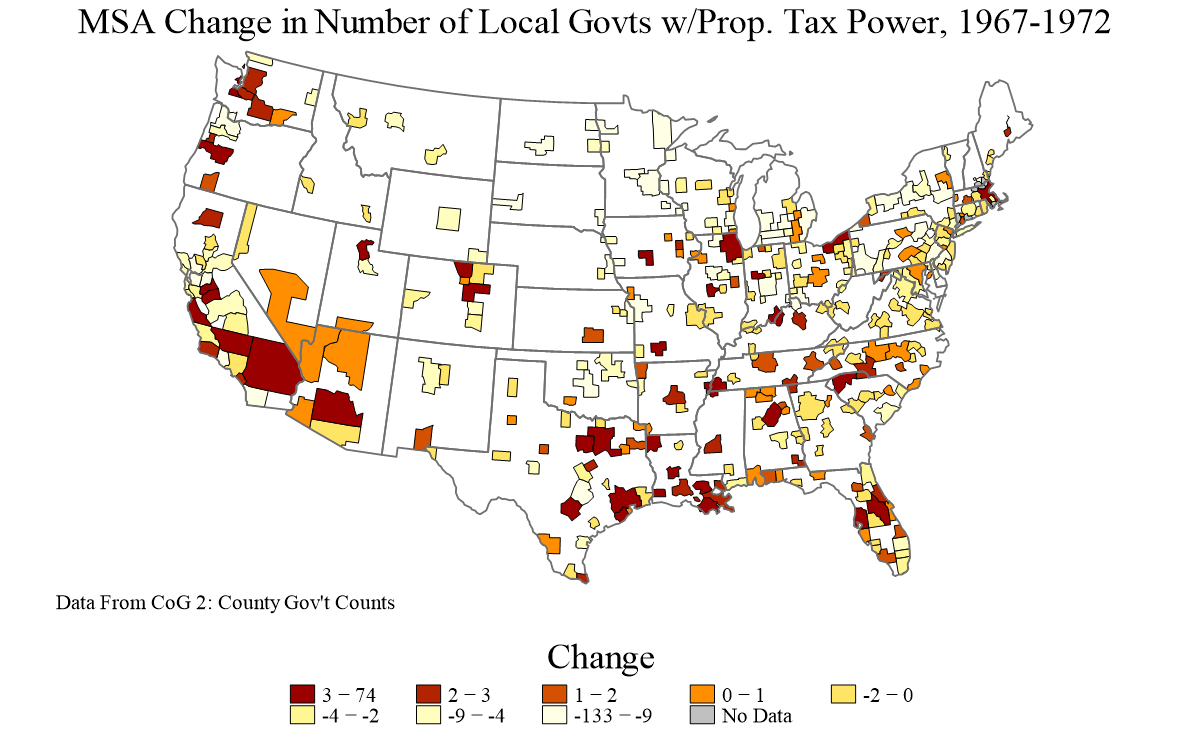 MSA Change in Number of Local Govts w/Prop. Tax Power, 1967-1972
Data From CoG 2: County Gov't Counts
Change
3 − 74 2 − 3 1 − 2 0 − 1 -2 − 0
-4 − -2 -9 − -4 -133 − -9 No Data